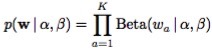 p(w | α, β) = ∏_{a=1}^{K} Beta(w_a | α, β)